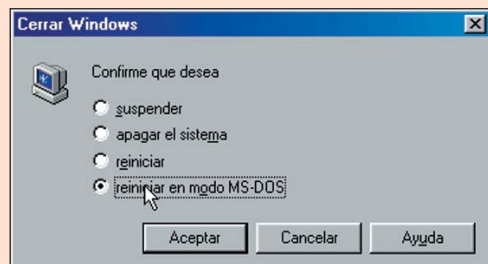 Cerrar Windows
Confirme que desea
suspender
apagar el sistema
reiniciar
reiniciar en modo MS-DOS
Aceptar Cancelar Ayuda